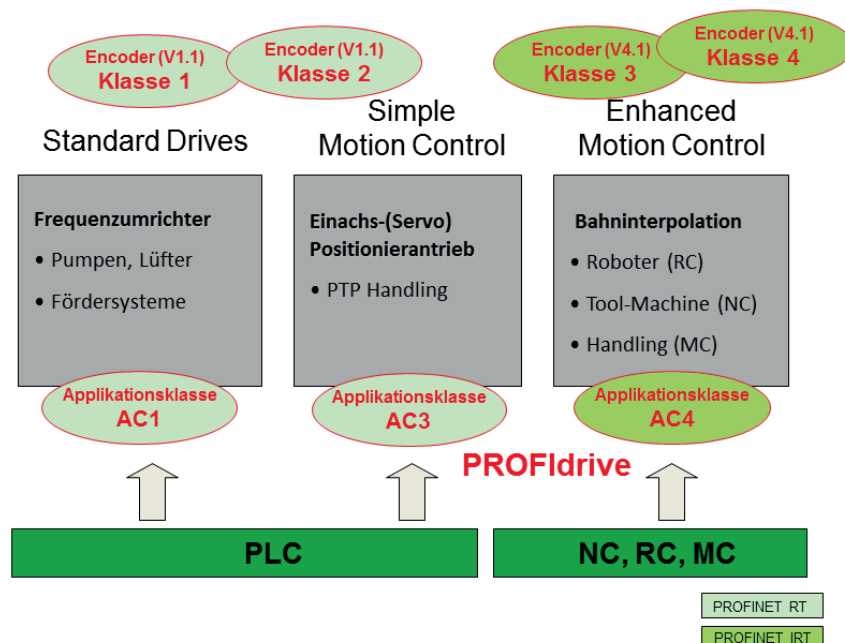 Encoder (V1.1)
Klasse 1
Encoder (V1.1)
Klasse 2
Encoder (V4.1)
Klasse 3
Encoder (V4.1)
Klasse 4
Standard Drives
Simple
Motion Control
Enhanced
Motion Control
Frequenzumrichter
• Pumpen, Lüfter
• Fördersysteme
Einachs-(Servo)
Positionierantrieb
• PTP Handling
Bahninterpolation
• Roboter (RC)
• Tool-Machine (NC)
• Handling (MC)
Applikationsklasse
AC1
Applikationsklasse
AC3
Applikationsklasse
AC4
PROFIdrive
PLC
NC, RC, MC
PROFINET RT
PROFINET IRT